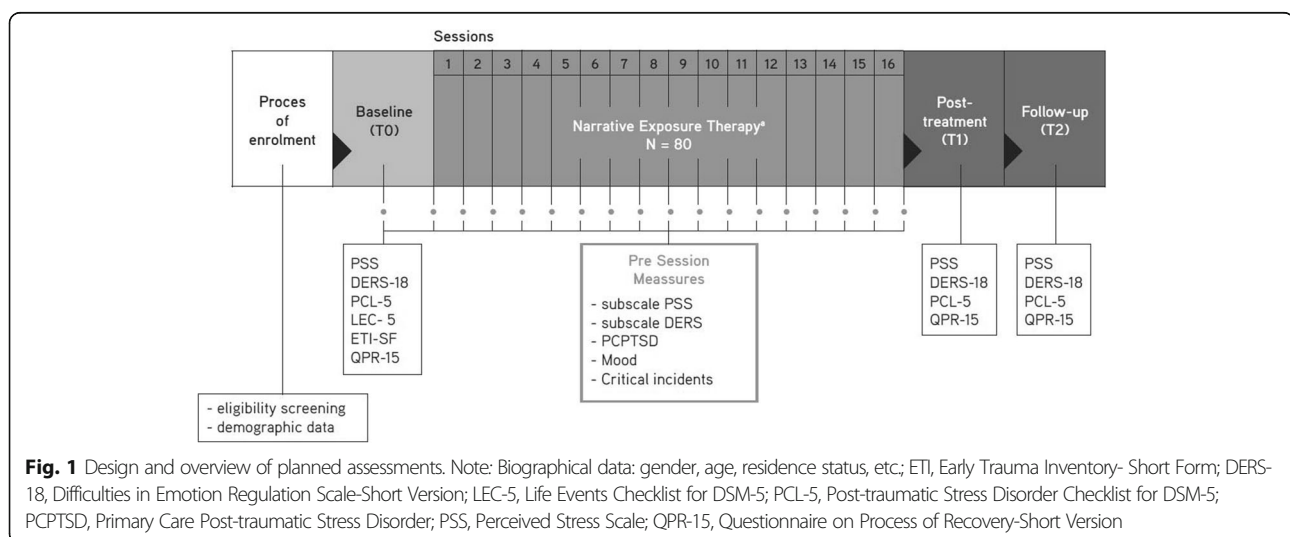 Sessions
1 2 3 4 5 6 7 8 9 10 11 12 13 14 15 16
Proces
of
enrolment
Baseline
(T0)
Narrative Exposure Therapyᵃ
N = 80
Post-
treatment
(T1)
Follow-up
(T2)
PSS
DERS-18
PCL-5
LEC- 5
ETI-SF
QPR-15
Pre Session
Meassures
- subscale PSS
- subscale DERS
- PCPTSD
- Mood
- Critical incidents
PSS
DERS-18
PCL-5
QPR-15
PSS
DERS-18
PCL-5
QPR-15
- eligibility screening
- demographic data
Fig. 1 Design and overview of planned assessments. Note: Biographical data: gender, age, residence status, etc.; ETI, Early Trauma Inventory- Short Form; DERS-
18, Difficulties in Emotion Regulation Scale-Short Version; LEC-5, Life Events Checklist for DSM-5; PCL-5, Post-traumatic Stress Disorder Checklist for DSM-5;
PCPTSD, Primary Care Post-traumatic Stress Disorder; PSS, Perceived Stress Scale; QPR-15, Questionnaire on Process of Recovery-Short Version